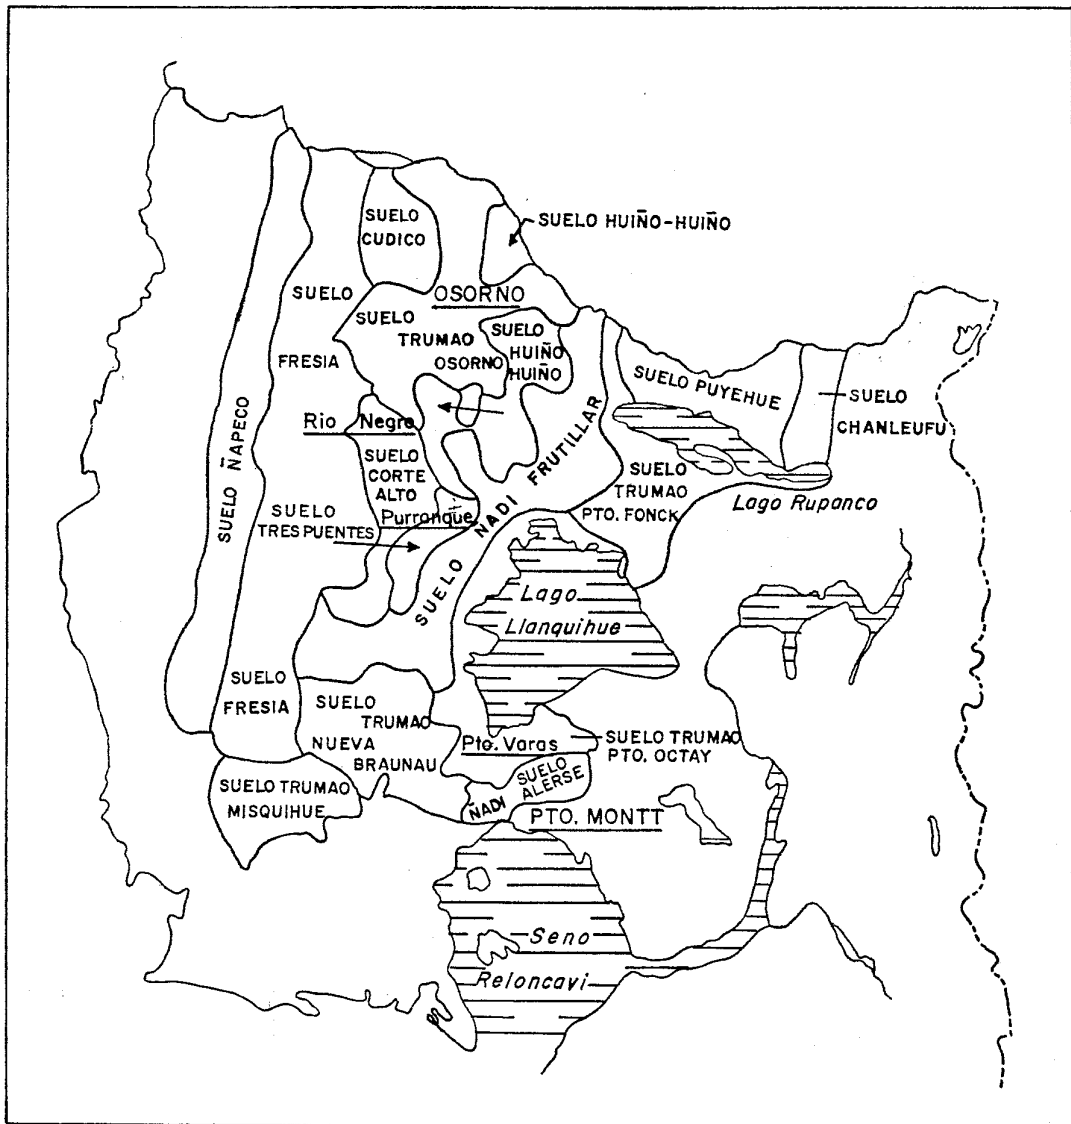 SUELO
CUDICO
SUELO HUIÑO-HUIÑO
SUELO
FRESIA
OSORNO
SUELO
TRUMAO
OSORNO
SUELO
HUIÑO
HUIÑO
SUELO PUYEHUE
SUELO
CHANLEUFU
Rio Negro
SUELO ÑAPECO
SUELO
CORTE
ALTO
SUELO ÑADI FRUTILLAR
SUELO
TRUMAO
PTO. FONCK
Lago Rupanco
SUELO
TRES PUENTES
Purranque
Lago
Llanquihue
SUELO
FRESIA
SUELO
TRUMAO
NUEVA
BRAUNAU
Pto. Varas
SUELO TRUMAO
PTO. OCTAY
SUELO
ÑADI ALERSE
SUELO TRUMAO
MISQUIHUE
PTO. MONTT
Seno
Reloncavi